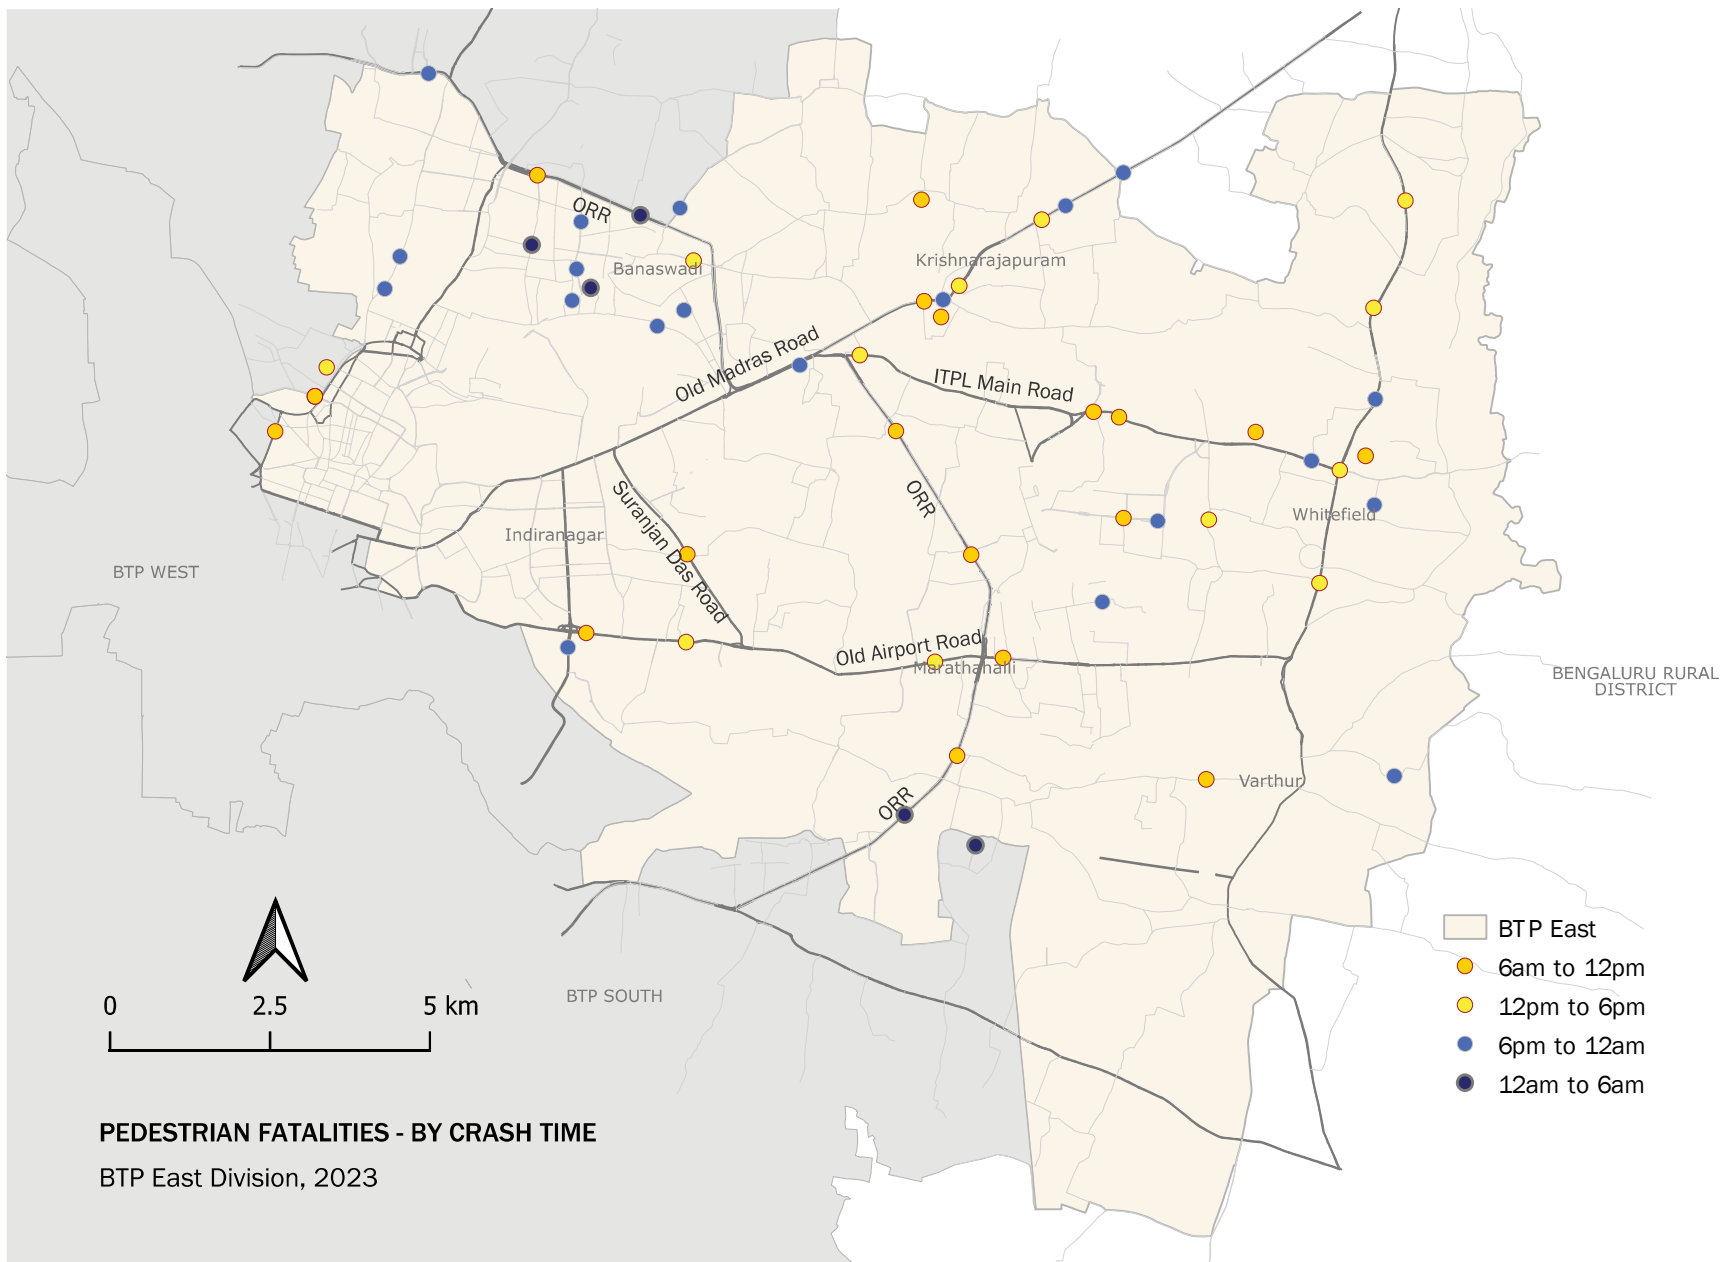 ORR
Banaswadi
Krishnarajapuram
Old Madras Road
ITPL Main Road
Suranjan Das Road
ORR
Whitefield
Indiranagar
BTP WEST
Old Airport Road
Marathahalli
BENGALURU RURAL
DISTRICT
Varthur
ORR
BTP SOUTH
BTP East
6am to 12pm
12pm to 6pm
6pm to 12am
12am to 6am
0 2.5 5 km
PEDESTRIAN FATALITIES - BY CRASH TIME
BTP East Division, 2023